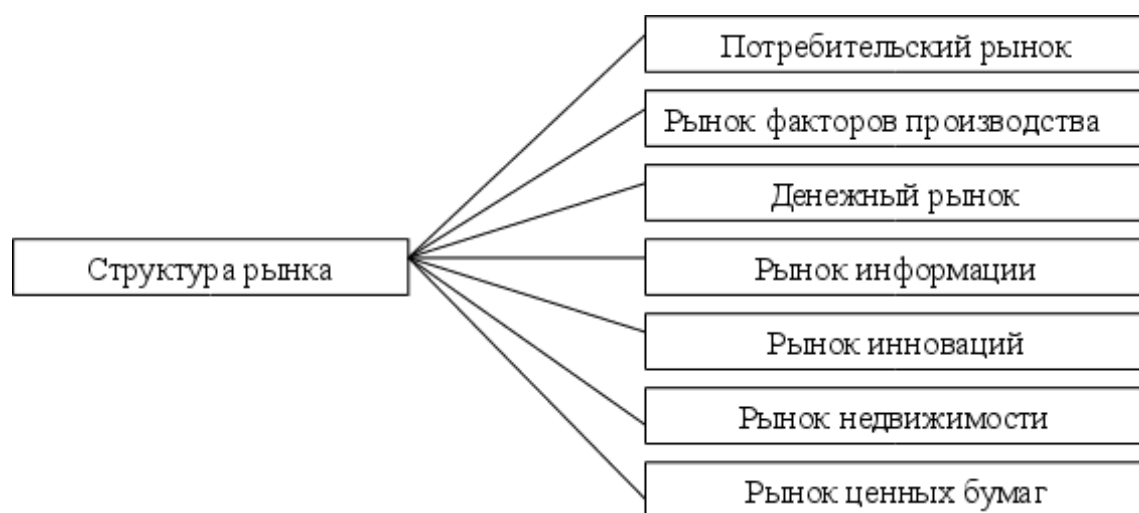 Потребительский рынок
Рынок факторов производства
Денежный рынок
Структура рынка
Рынок информации
Рынок инноваций
Рынок недвижимости
Рынок ценных бумаг